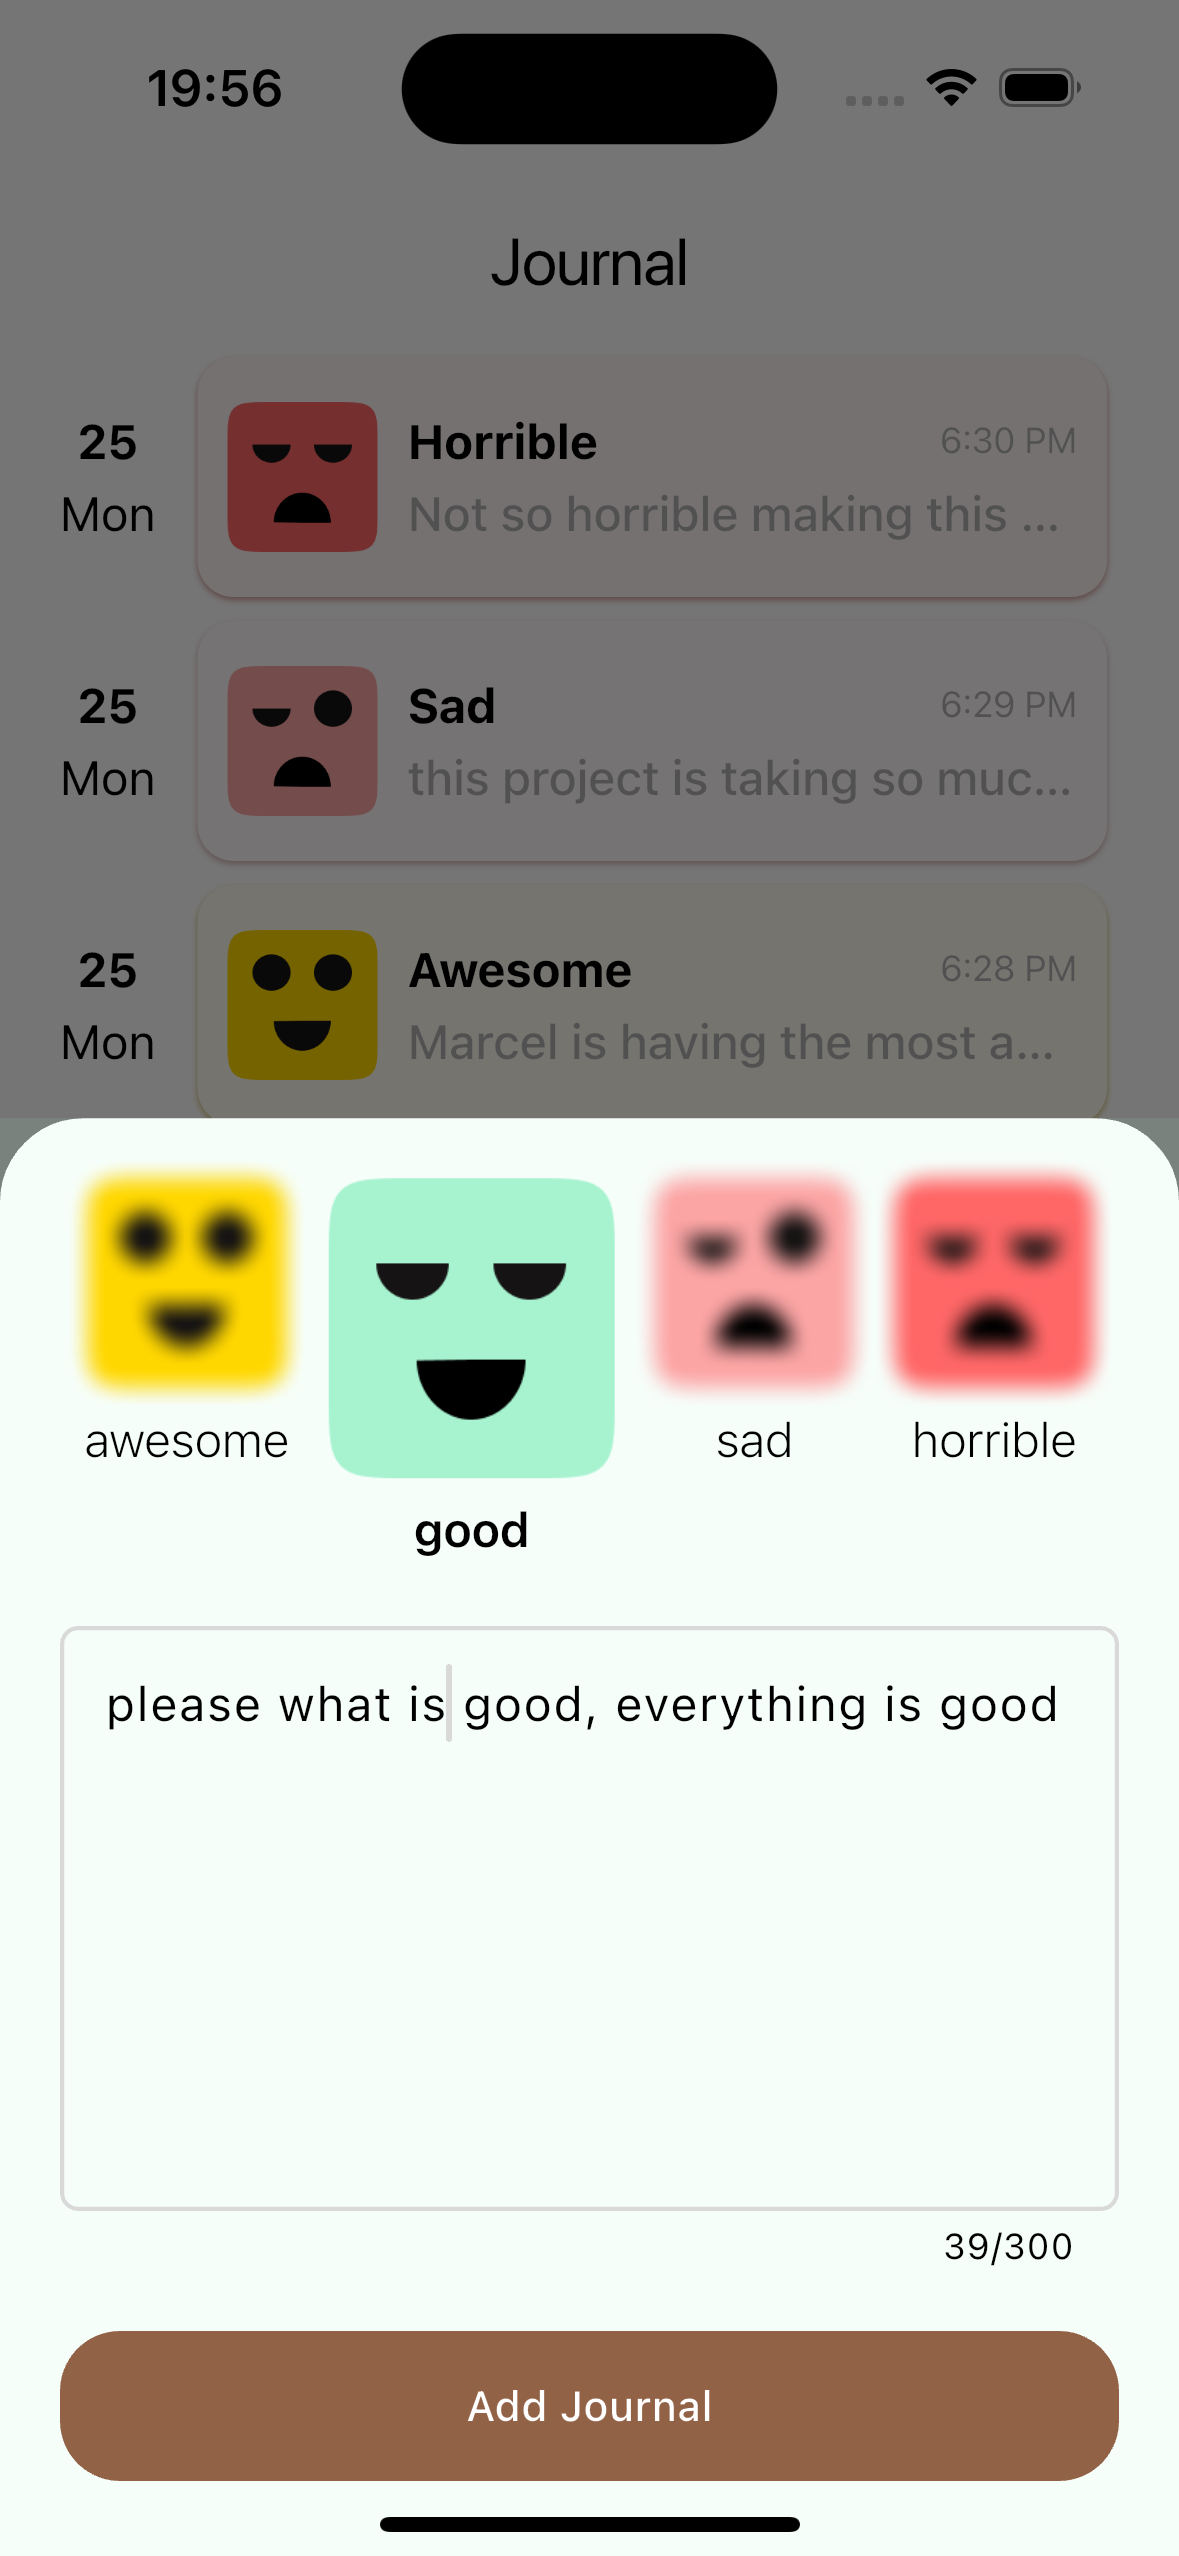 19:56
Journal
25
Mon
Horrible
6:30 PM
Not so horrible making this ...
25
Mon
Sad
6:29 PM
this project is taking so muc...
25
Mon
Awesome
6:28 PM
Marcel is having the most a...
awesome
good
sad
horrible
please what is good, everything is good
39/300
Add Journal